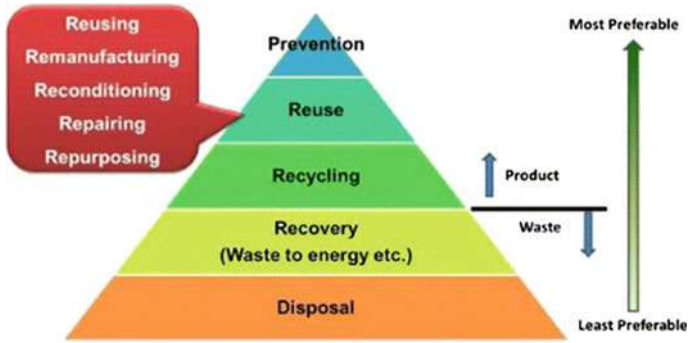 Reusing
Remanufacturing
Reconditioning
Repairing
Repurposing
Prevention
Reuse
Recycling
Recovery
(Waste to energy etc.)
Disposal
Most Preferable
Product
Waste
Least Preferable